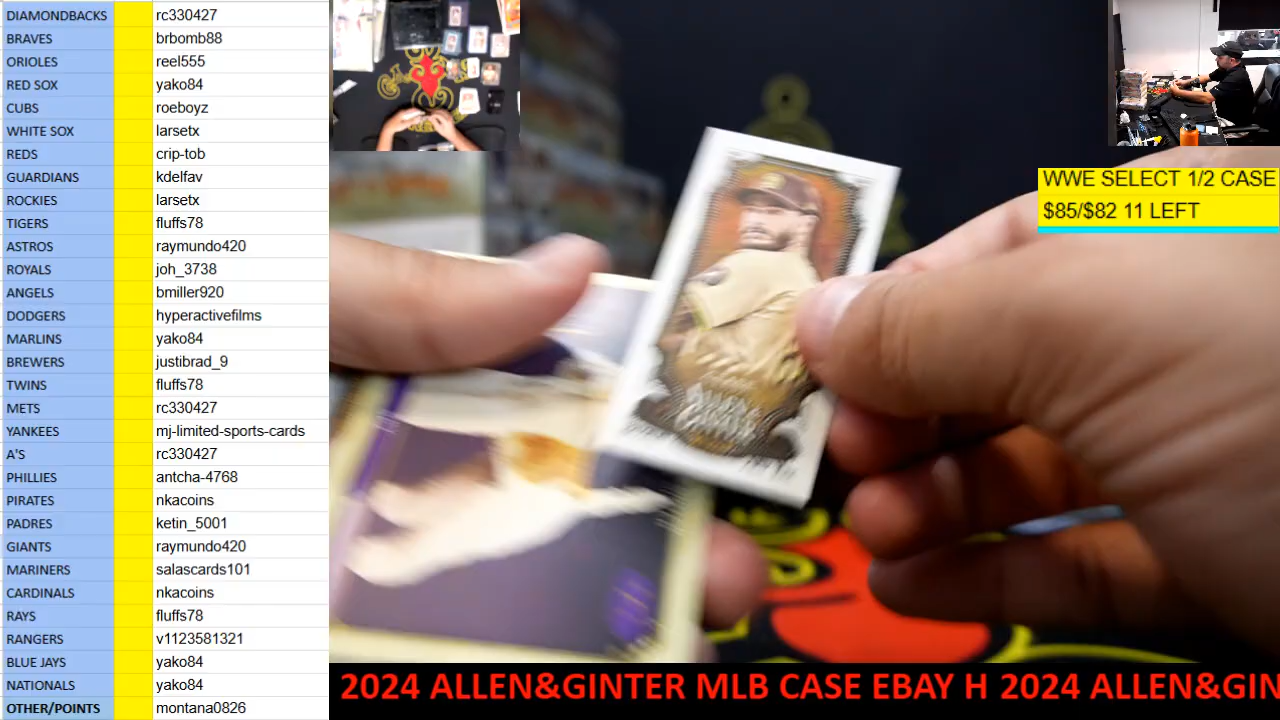 DIAMONDBACKS rc330427
BRAVES brbomb88
ORIOLES reel555
RED SOX yako84
CUBS roeboyz
WHITE SOX larsetx
REDS crip-tob
GUARDIANS kdelfav
ROCKIES larsetx
TIGERS fluffs78
ASTROS raymundo420
ROYALS joh_3738
ANGELS bmiller920
DODGERS hyperactivefilms
MARLINS yako84
BREWERS justibrad_9
TWINS fluffs78
METS rc330427
YANKEES mj-limited-sports-cards
A'S rc330427
PHILLIES antcha-4768
PIRATES nkacoins
PADRES ketin_5001
GIANTS raymundo420
MARINERS salascards101
CARDINALS nkacoins
RAYS fluffs78
RANGERS v1123581321
BLUE JAYS yako84
NATIONALS yako84
OTHER/POINTS montana0826
WWE SELECT 1/2 CASE
$85/$82 11 LEFT
2024 ALLEN&GINTER MLB CASE EBAY H 2024 ALLEN&GIN